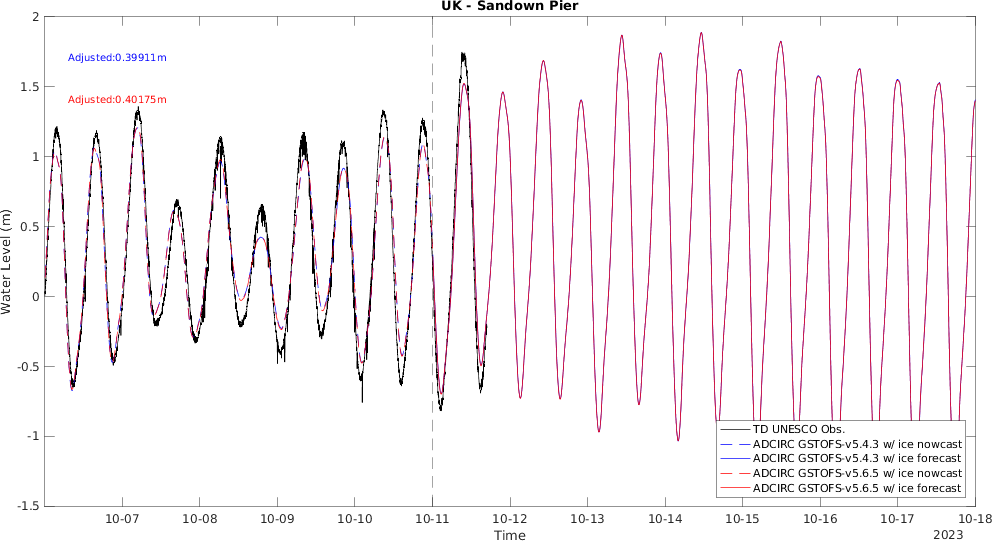 UK - Sandown Pier
Adjusted:0.39911m
Adjusted:0.40175m
Water Level (m)
2
1.5
1
0.5
0
-0.5
-1
-1.5
TD UNESCO Obs.
ADCIRC GSTOFS-v5.4.3 w/ ice nowcast
ADCIRC GSTOFS-v5.4.3 w/ ice forecast
ADCIRC GSTOFS-v5.6.5 w/ ice nowcast
ADCIRC GSTOFS-v5.6.5 w/ ice forecast
10-07 10-08 10-09 10-10 10-11 10-12 10-13 10-14 10-15 10-16 10-17 10-18
Time
2023